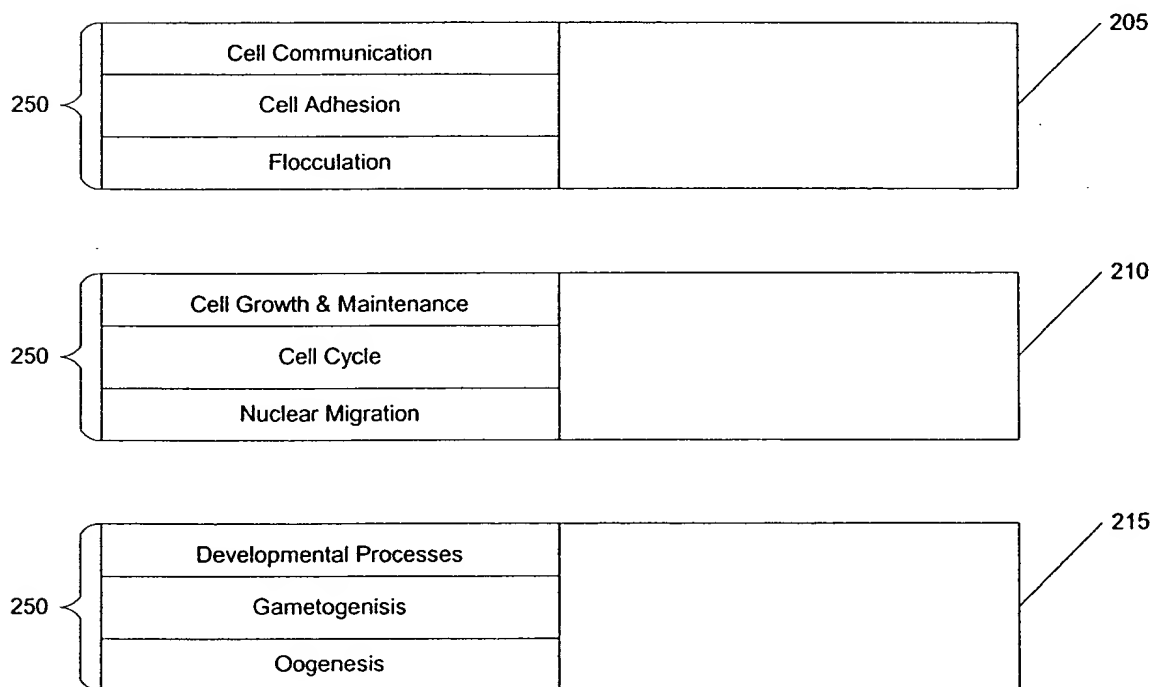 205
Cell Communication
250
Cell Adhesion
Flocculation
210
Cell Growth & Maintenance
250
Cell Cycle
Nuclear Migration
215
Developmental Processes
250
Gametogenisis
Oogenesis